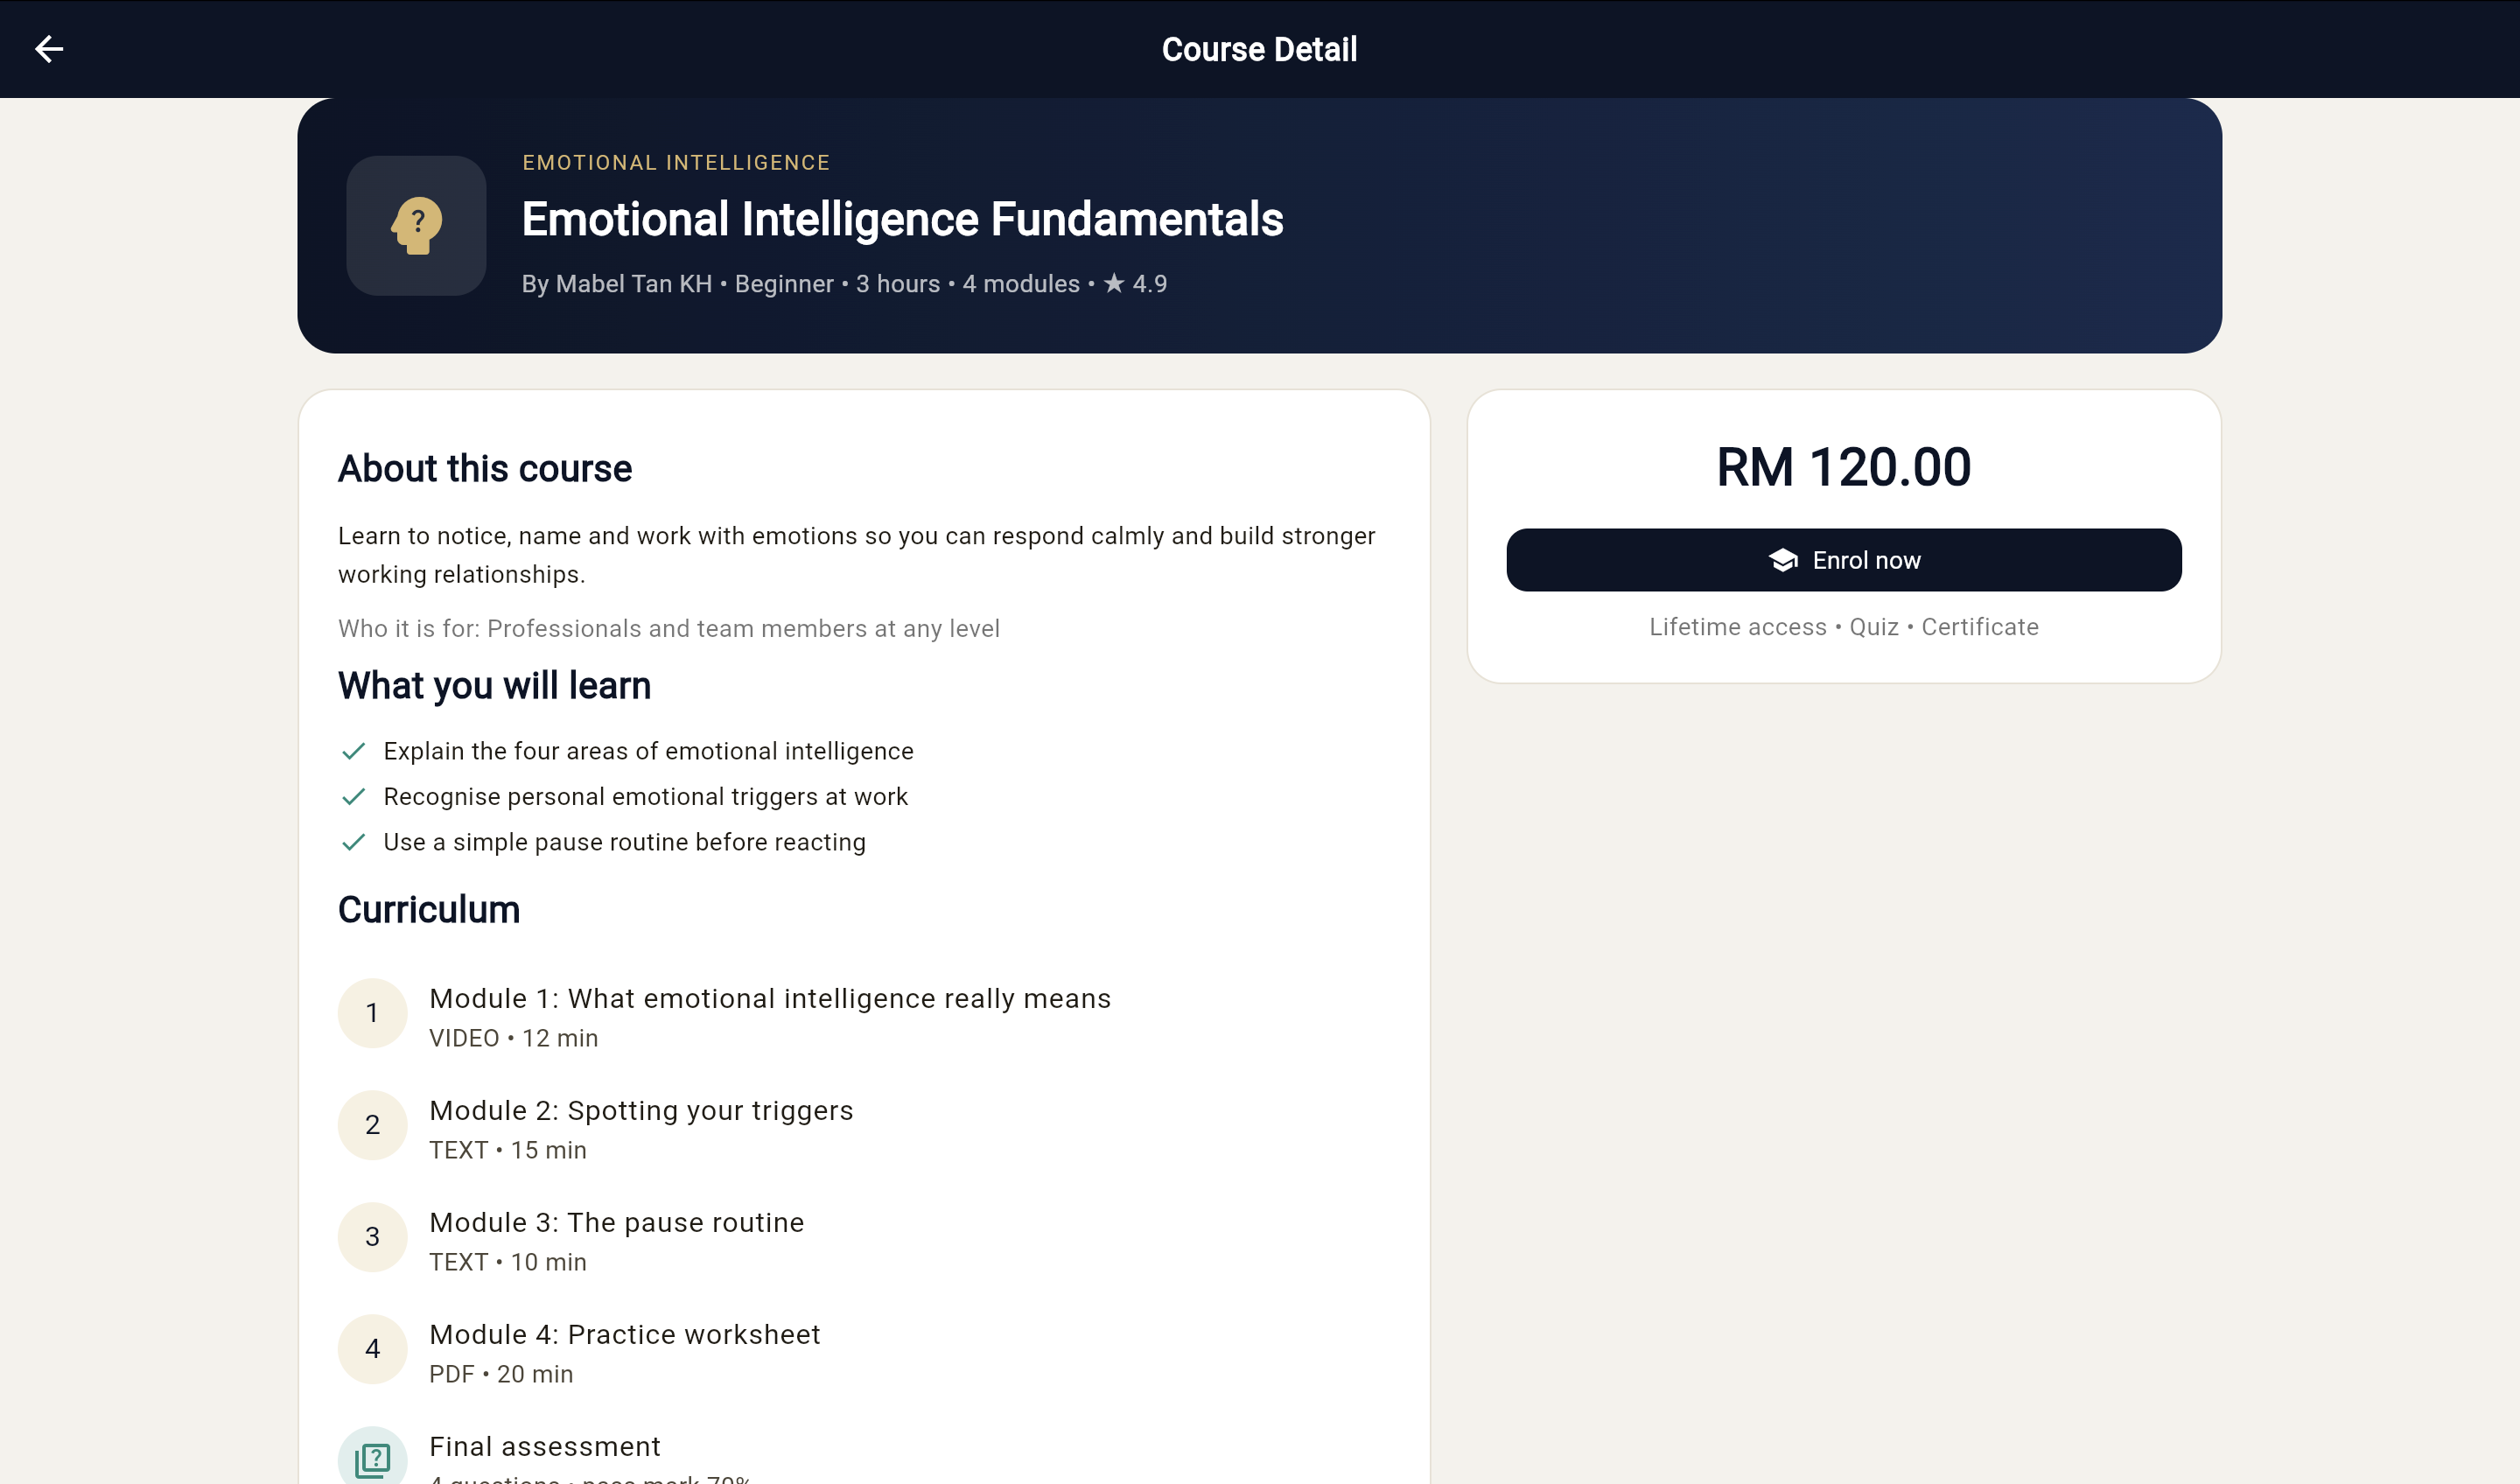 Course Detail
EMOTIONAL INTELLIGENCE
Emotional Intelligence Fundamentals
By Mabel Tan KH • Beginner • 3 hours • 4 modules • ★ 4.9
About this course
Learn to notice, name and work with emotions so you can respond calmly and build stronger
working relationships.
Who it is for: Professionals and team members at any level
What you will learn
Explain the four areas of emotional intelligence
Recognise personal emotional triggers at work
Use a simple pause routine before reacting
Curriculum
1
Module 1: What emotional intelligence really means
VIDEO • 12 min
2
Module 2: Spotting your triggers
TEXT • 15 min
3
Module 3: The pause routine
TEXT • 10 min
4
Module 4: Practice worksheet
PDF • 20 min
Final assessment
4 questions • pass mark 70%
RM 120.00
Enrol now
Lifetime access • Quiz • Certificate